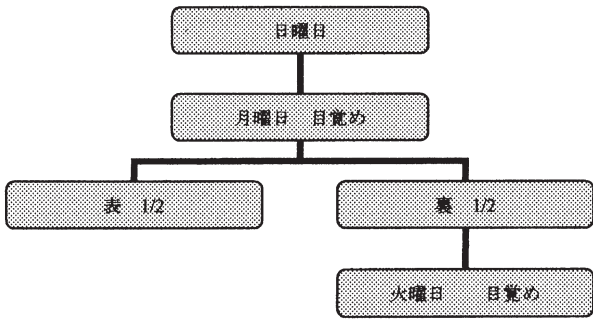 日曜日
月曜日　目覚め
表　1/2
裏　1/2
火曜日　　目覚め